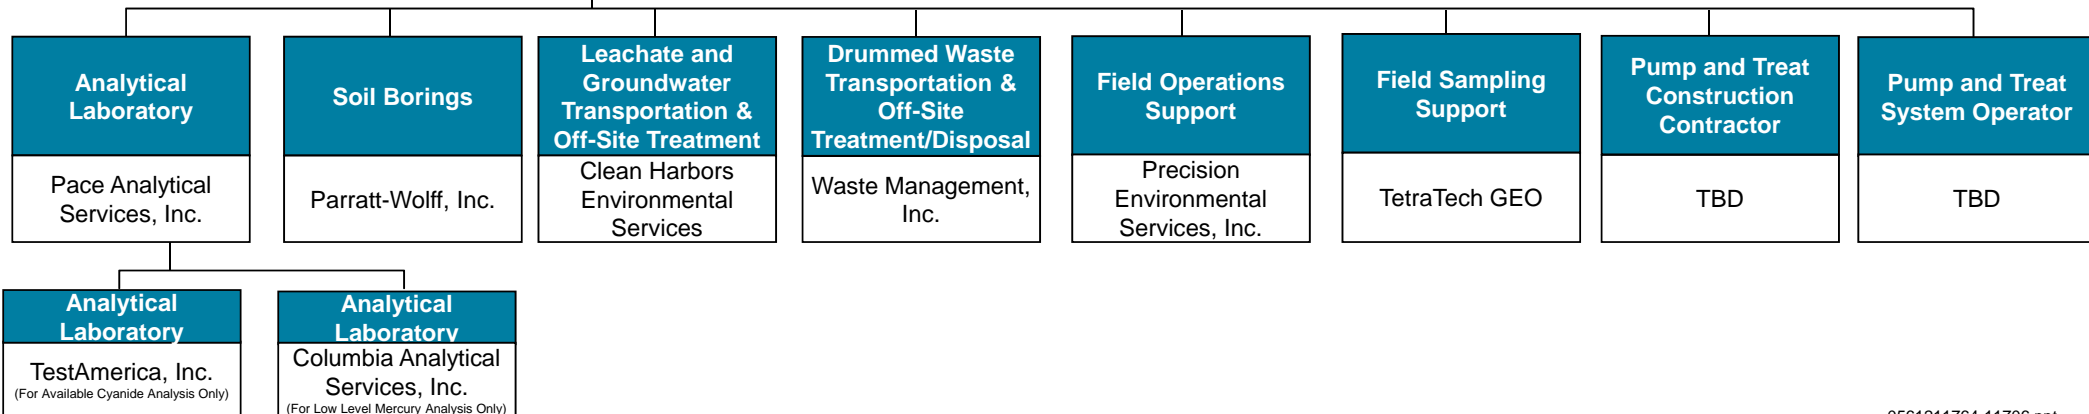 Analytical
Laboratory
Pace Analytical
Services, Inc.
Soil Borings
Parratt-Wolff, Inc.
Leachate and
Groundwater
Transportation &
Off-Site Treatment
Clean Harbors
Environmental
Services
Drummed Waste
Transportation &
Off-Site
Treatment/Disposal
Waste Management,
Inc.
Field Operations
Support
Precision
Environmental
Services, Inc.
Field Sampling
Support
TetraTech GEO
Pump and Treat
Construction
Contractor
TBD
Pump and Treat
System Operator
TBD
Analytical
Laboratory
TestAmerica, Inc.
(For Available Cyanide Analysis Only)
Analytical
Laboratory
Columbia Analytical
Services, Inc.
(For Low Level Mercury Analysis Only)